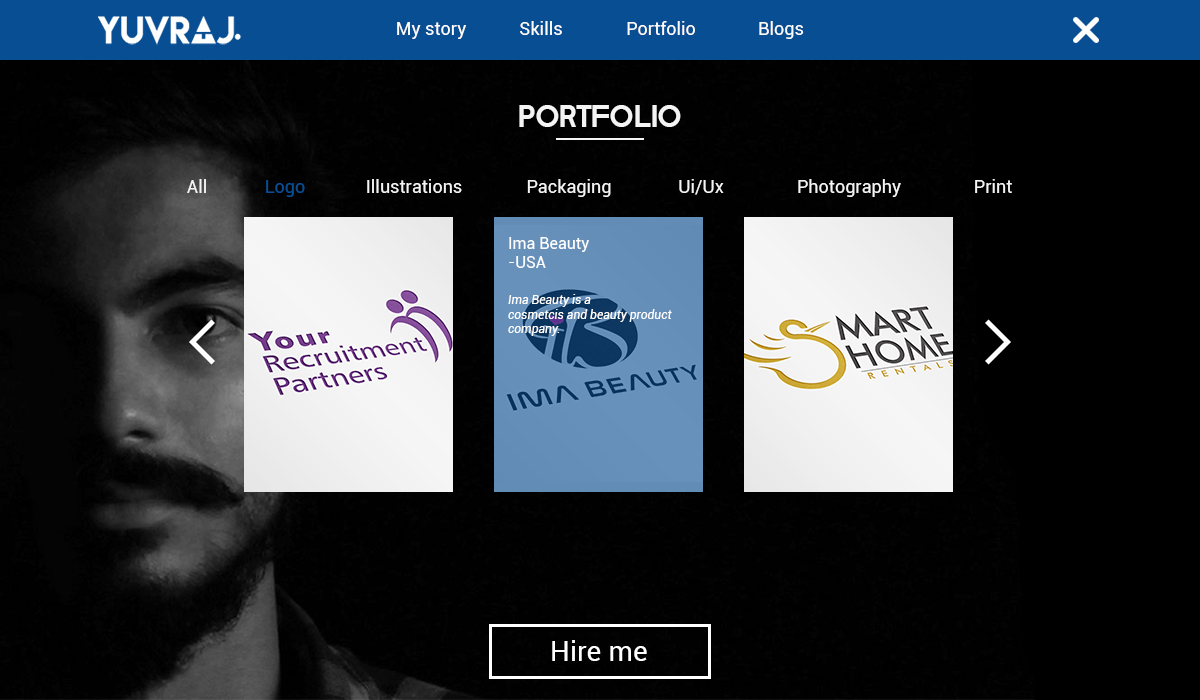 YUVRAJ.
My story Skills Portfolio Blogs
PORTFOLIO
All Logo Illustrations Packaging Ui/Ux Photography Print
Your
Recruitment
Partners
Ima Beauty
-USA
Ima Beauty is a
cosmetcis and beauty product
company.
IMA BEAUTY
MART
HOME
RENTALS
Hire me